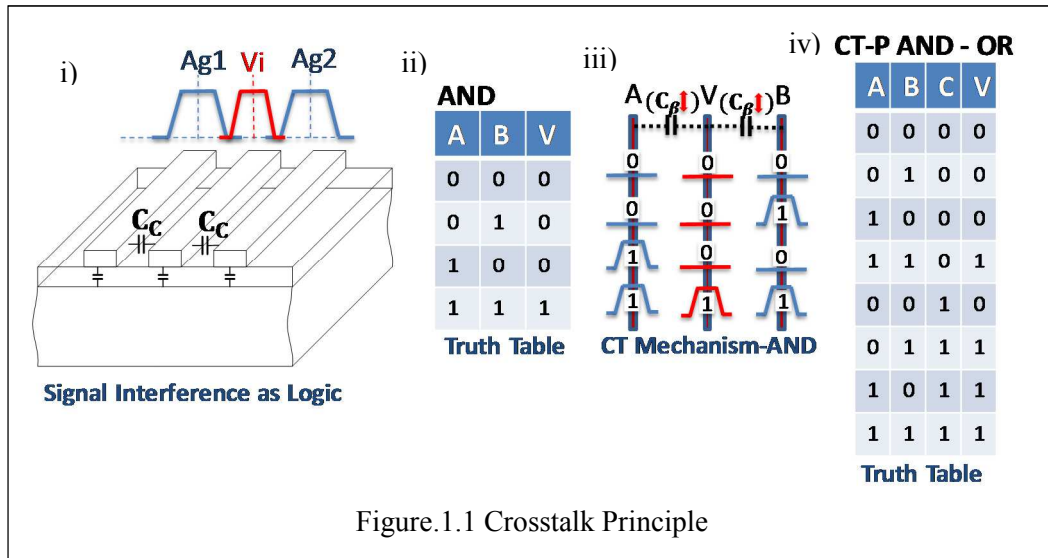 i)
Ag1 Vi Ag2
C_C C_C
Signal Interference as Logic
ii)
AND
A B V
0 0 0
0 1 0
1 0 0
1 1 1
Truth Table
iii)
A (C_β) V (C_β) B
0 0 0
0 0 1
1 0 0
1 1 1
CT Mechanism-AND
iv)
CT-P AND - OR
A B C V
0 0 0 0
0 1 0 0
1 0 0 0
1 1 0 1
0 0 1 0
0 1 1 1
1 0 1 1
1 1 1 1
Truth Table
Figure.1.1 Crosstalk Principle